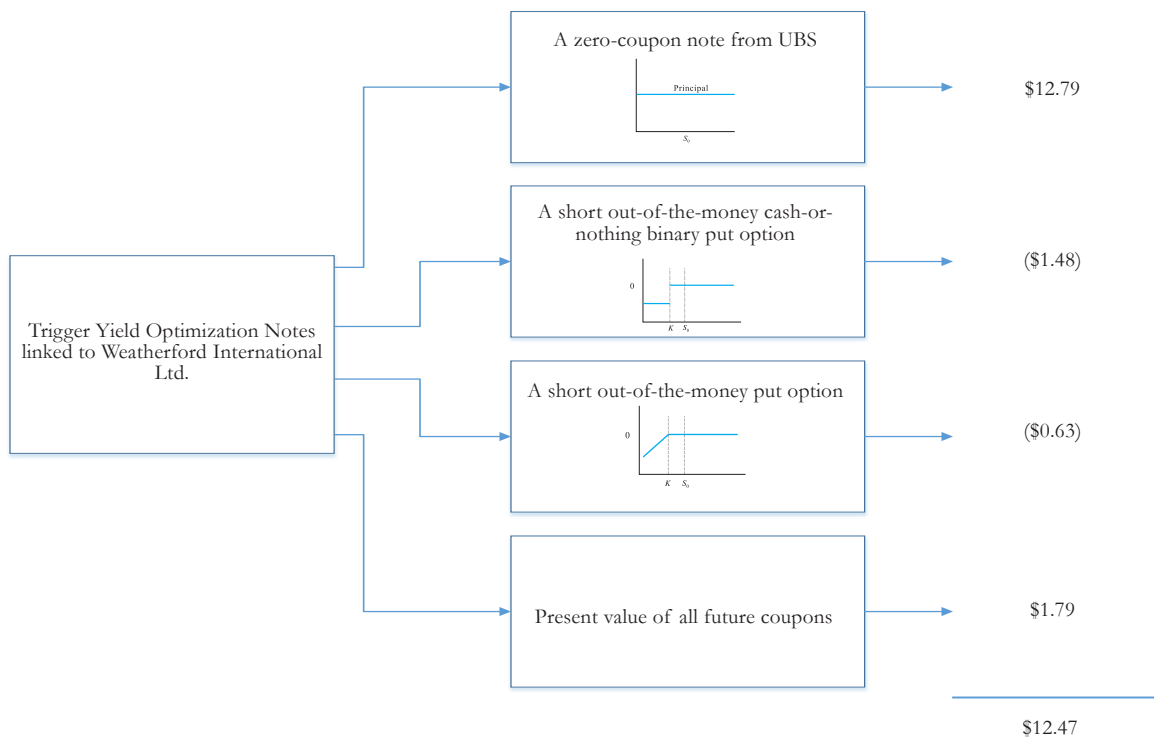 A zero-coupon note from UBS
Principal
S0
$12.79
A short out-of-the-money cash-or-
nothing binary put option
0
K
S0
($1.48)
Trigger Yield Optimization Notes
linked to Weatherford International
Ltd.
A short out-of-the-money put option
0
K
S0
($0.63)
Present value of all future coupons
$1.79
$12.47